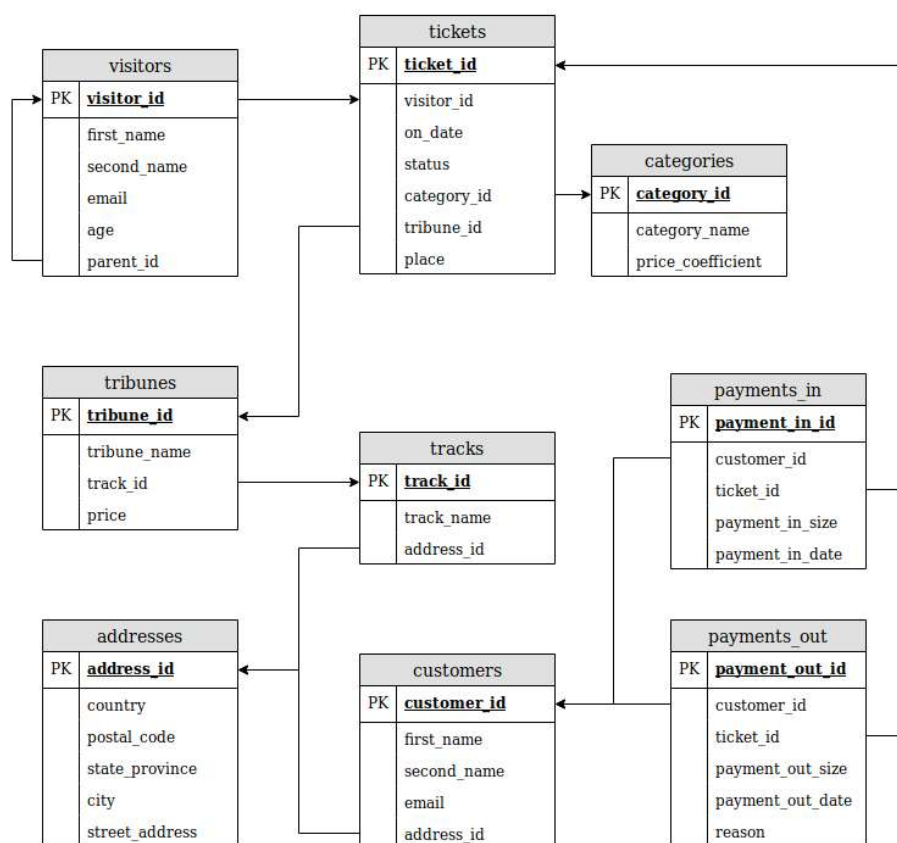 visitors
PK visitor_id
first_name
second_name
email
age
parent_id
tickets
PK ticket_id
visitor_id
on_date
status
category_id
tribune_id
place
categories
PK category_id
category_name
price_coefficient
tribunes
PK tribune_id
tribune_name
track_id
price
tracks
PK track_id
track_name
address_id
payments_in
PK payment_in_id
customer_id
ticket_id
payment_in_size
payment_in_date
addresses
PK address_id
country
postal_code
state_province
city
street_address
customers
PK customer_id
first_name
second_name
email
address_id
payments_out
PK payment_out_id
customer_id
ticket_id
payment_out_size
payment_out_date
reason